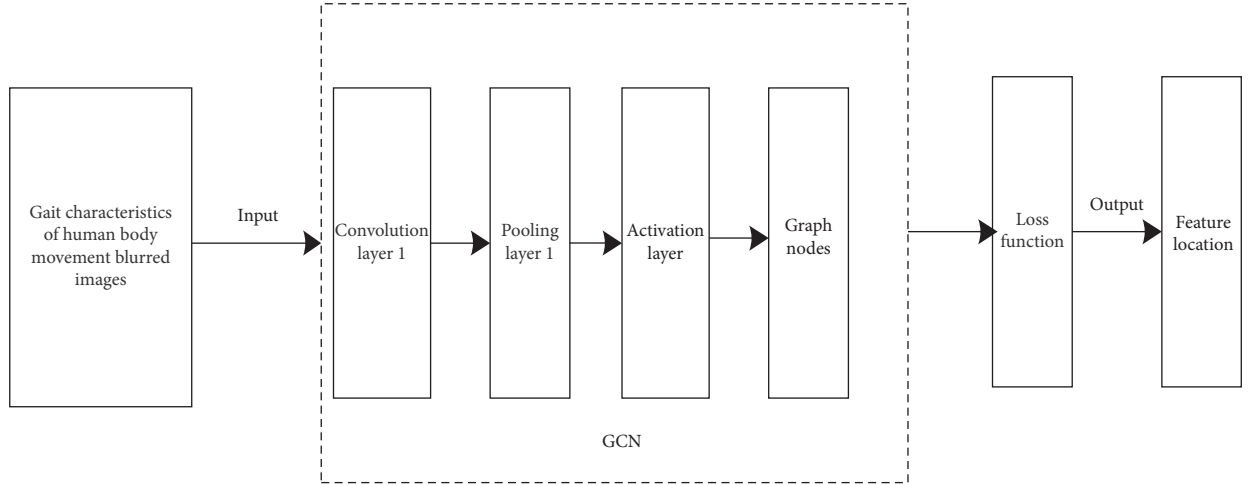 Gait characteristics
of human body
movement blurred
images
Input
Convolution
layer 1
Pooling
layer 1
Activation
layer
Graph
nodes
GCN
Loss
function
Output
Feature
location